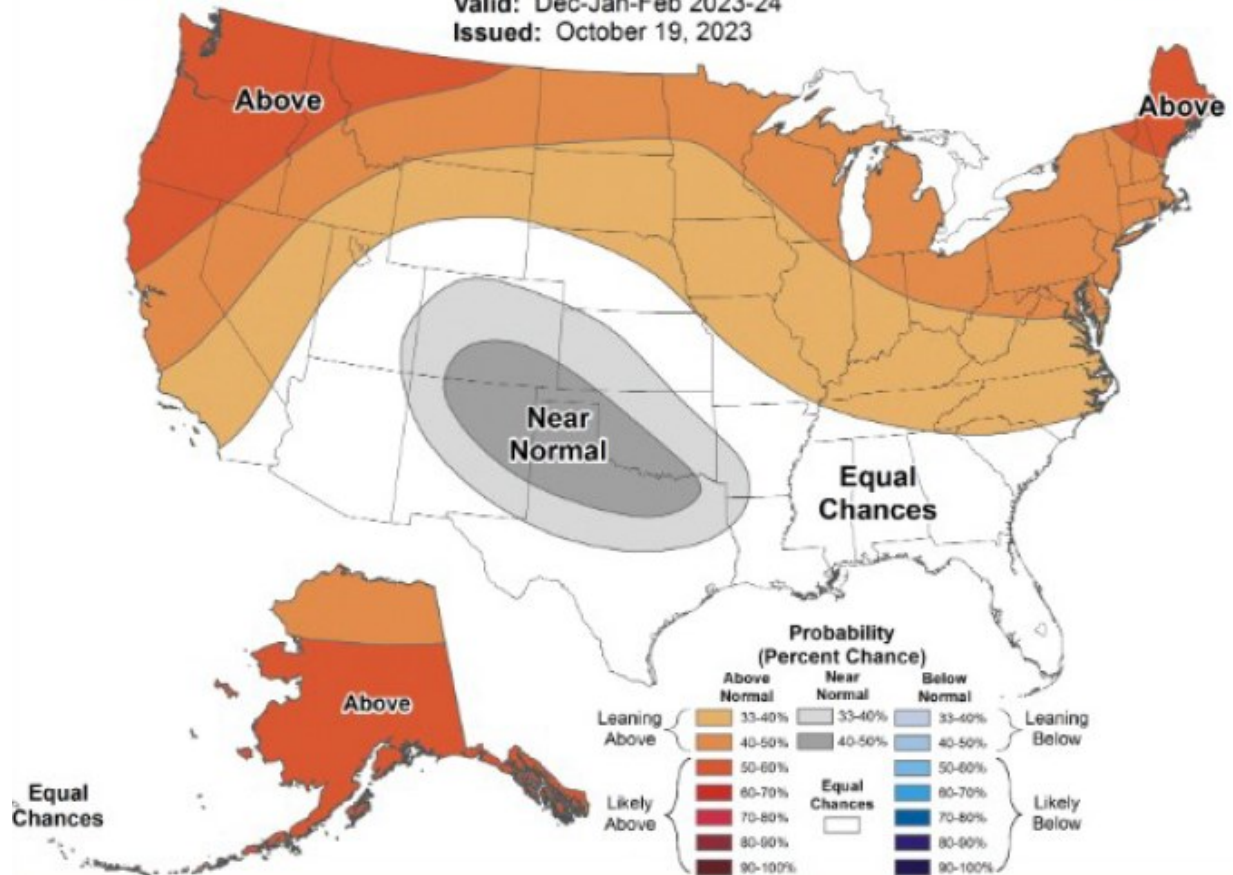 Valid: Dec-Jan-Feb 2023-24
Issued: October 19, 2023
Above
Above
Near
Normal
Equal
Chances
Above
Equal
Chances
Probability
(Percent Chance)
Above
Normal
Near
Normal
Below
Normal
Leaning
Above
33-40%
40-50%
33-40%
40-50%
33-40%
40-50%
Leaning
Below
Likely
Above
50-60%
60-70%
70-80%
80-90%
90-100%
Equal
Chances
50-60%
60-70%
70-80%
80-90%
90-100%
Likely
Below